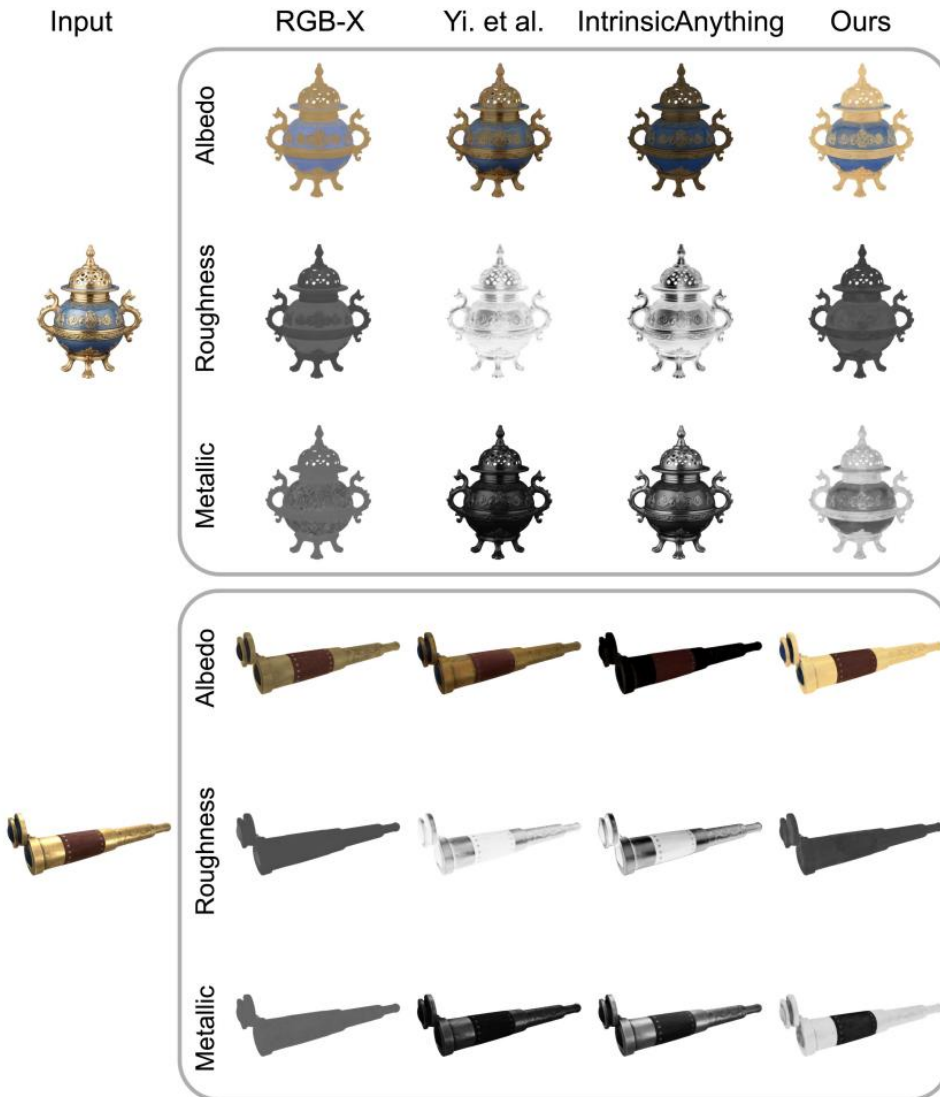 Input RGB-X Yi. et al. IntrinsicAnything Ours
Albedo
Roughness
Metallic
Albedo
Roughness
Metallic